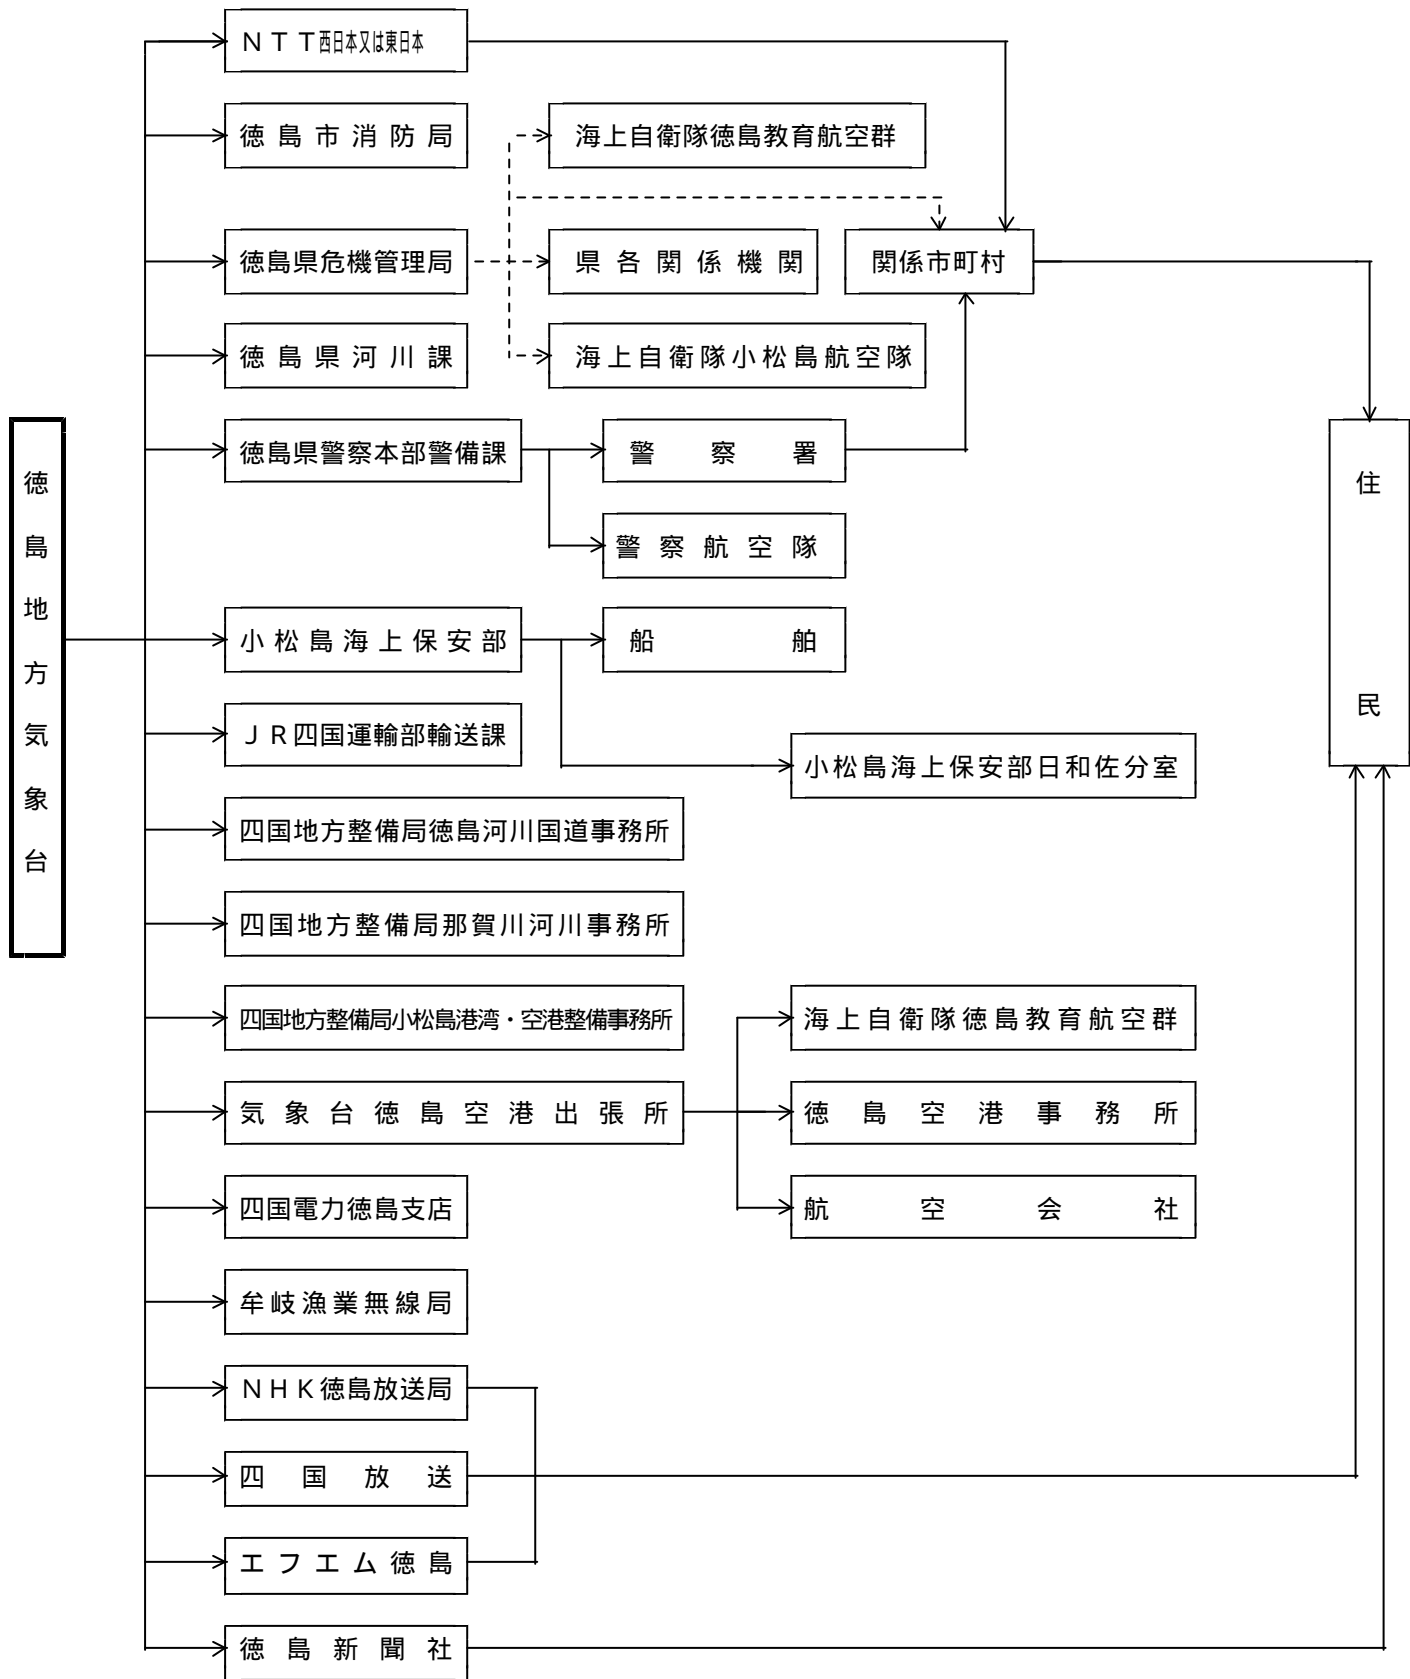 ＮＴＴ西日本又は東日本
徳島市消防局
海上自衛隊徳島教育航空群
徳島県危機管理局
県各関係機関
関係市町村
徳島県河川課
海上自衛隊小松島航空隊
徳島地方気象台
徳島県警察本部警備課
警察署
住民
警察航空隊
小松島海上保安部
船舶
ＪＲ四国運輸部輸送課
小松島海上保安部日和佐分室
四国地方整備局徳島河川国道事務所
四国地方整備局那賀川河川事務所
四国地方整備局小松島港湾・空港整備事務所
海上自衛隊徳島教育航空群
気象台徳島空港出張所
徳島空港事務所
四国電力徳島支店
航空会社
牟岐漁業無線局
ＮＨＫ徳島放送局
四国放送
エフエム徳島
徳島新聞社